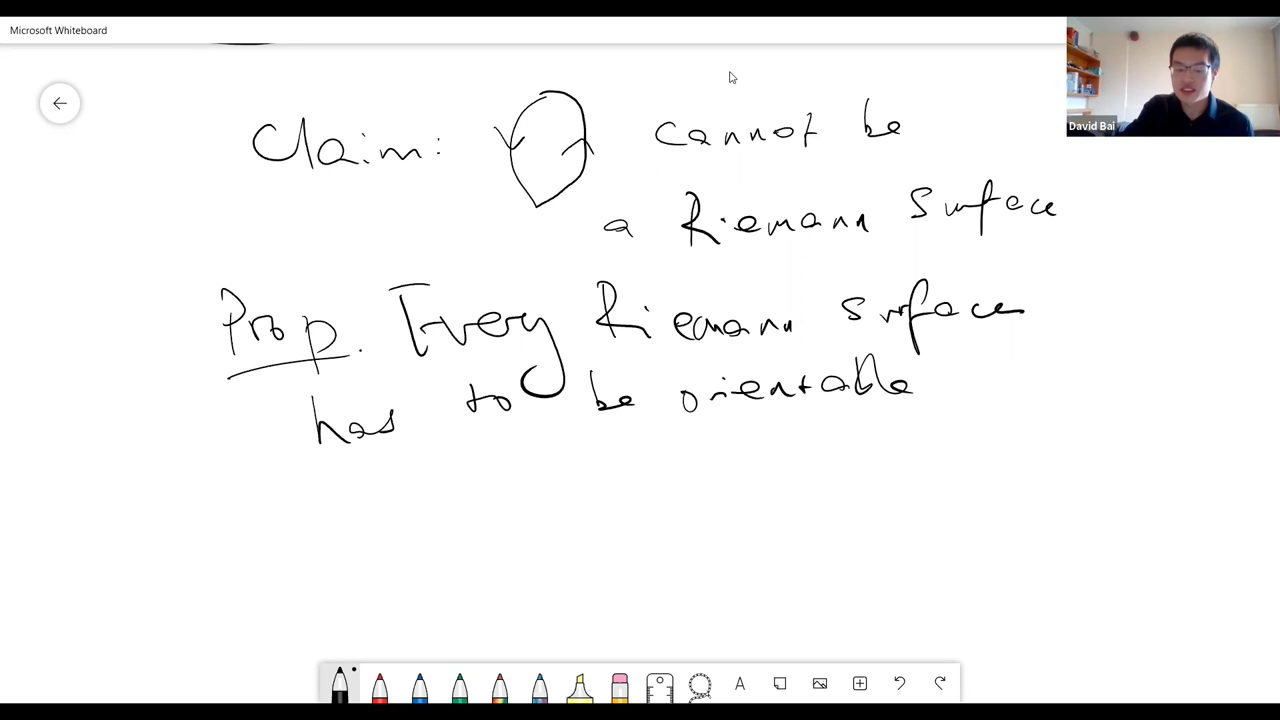 Microsoft Whiteboard
David Bai
Claim: cannot be
a Riemann surface
Prop. Every Riemann surface
has to be orientable
A